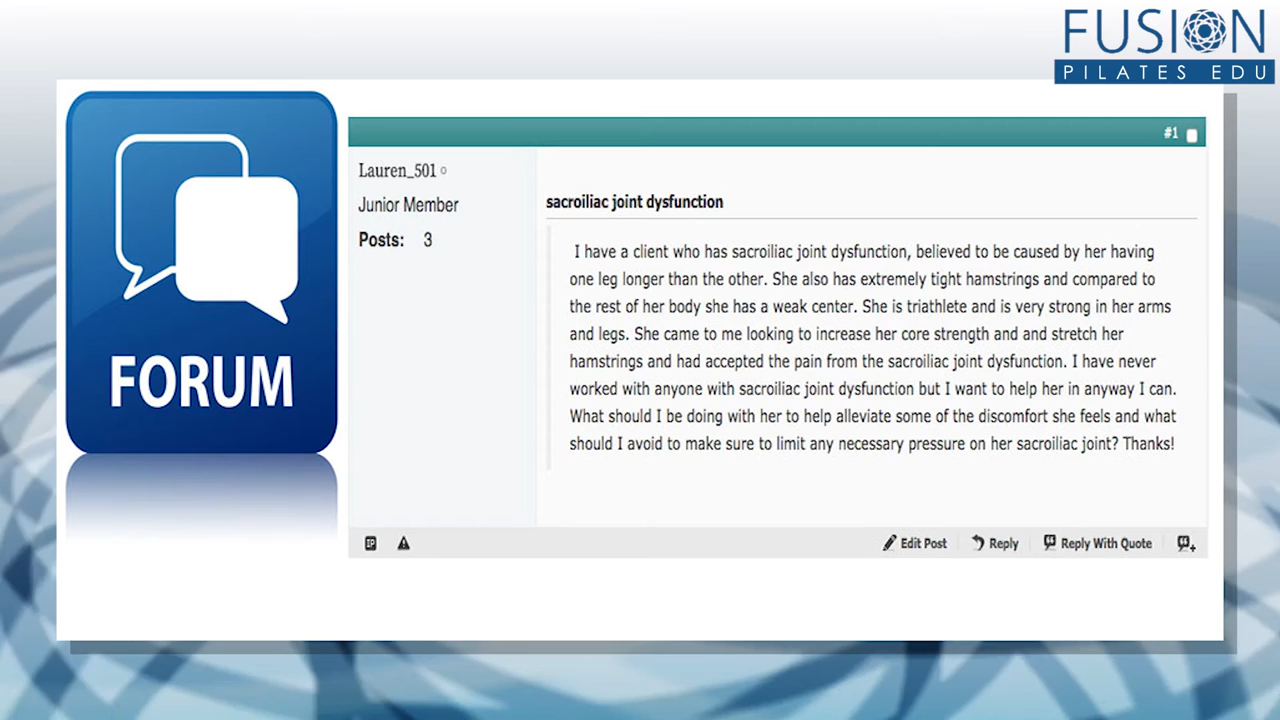 FUSION
PILATES EDU
FORUM
#1
Lauren_501
Junior Member
Posts: 3
sacroiliac joint dysfunction
I have a client who has sacroiliac joint dysfunction, believed to be caused by her having
one leg longer than the other. She also has extremely tight hamstrings and compared to
the rest of her body she has a weak center. She is triathlete and is very strong in her arms
and legs. She came to me looking to increase her core strength and and stretch her
hamstrings and had accepted the pain from the sacroiliac joint dysfunction. I have never
worked with anyone with sacroiliac joint dysfunction but I want to help her in anyway I can.
What should I be doing with her to help alleviate some of the discomfort she feels and what
should I avoid to make sure to limit any necessary pressure on her sacroiliac joint? Thanks!
IP
Edit Post
Reply
Reply With Quote